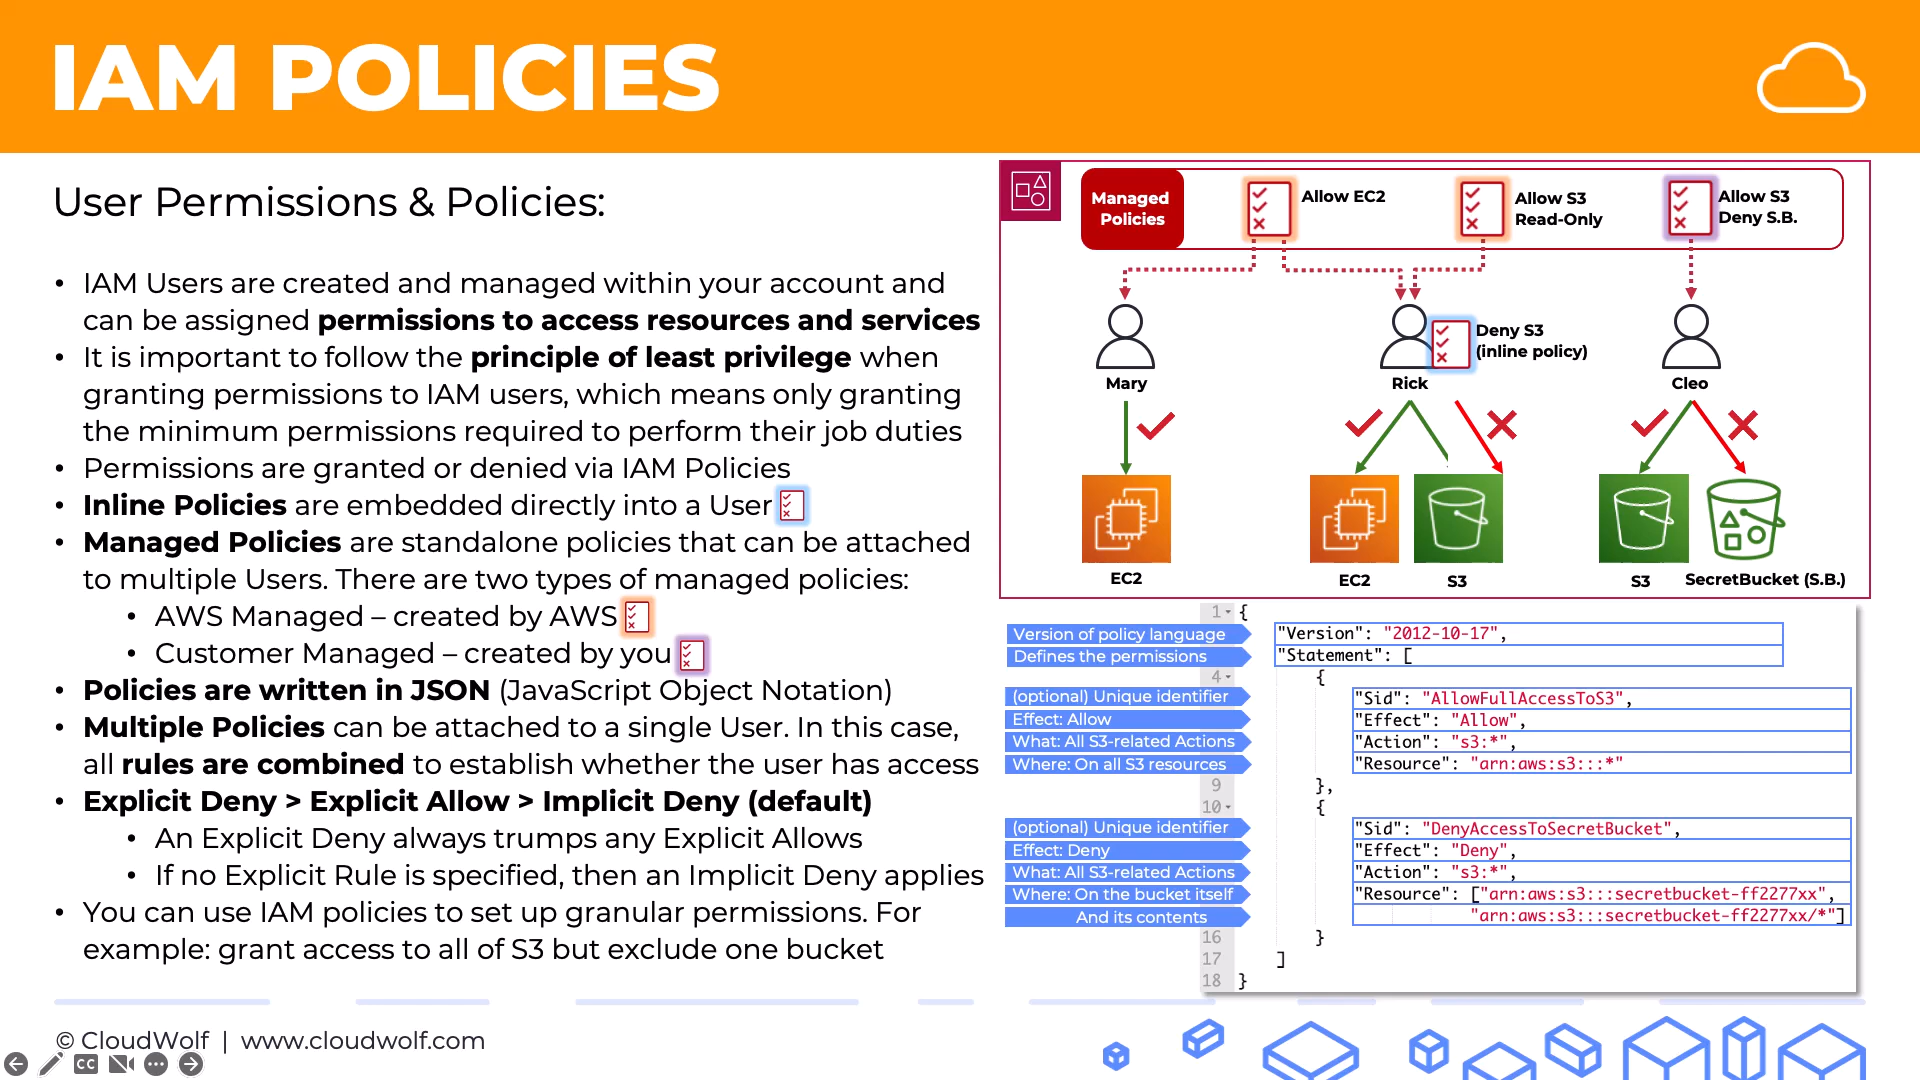 IAM POLICIES
User Permissions & Policies:
• IAM Users are created and managed within your account and
can be assigned permissions to access resources and services
• It is important to follow the principle of least privilege when
granting permissions to IAM users, which means only granting
the minimum permissions required to perform their job duties
• Permissions are granted or denied via IAM Policies
• Inline Policies are embedded directly into a User
• Managed Policies are standalone policies that can be attached
to multiple Users. There are two types of managed policies:
• AWS Managed – created by AWS
• Customer Managed – created by you
• Policies are written in JSON (JavaScript Object Notation)
• Multiple Policies can be attached to a single User. In this case,
all rules are combined to establish whether the user has access
• Explicit Deny > Explicit Allow > Implicit Deny (default)
• An Explicit Deny always trumps any Explicit Allows
• If no Explicit Rule is specified, then an Implicit Deny applies
• You can use IAM policies to set up granular permissions. For
example: grant access to all of S3 but exclude one bucket
Managed
Policies
Allow EC2
Allow S3
Read-Only
Allow S3
Deny S.B.
Deny S3
(inline policy)
Mary
Rick
Cleo
EC2
EC2
S3
S3
SecretBucket (S.B.)
1 {
Version of policy language "Version": "2012-10-17",
Defines the permissions "Statement": [
4 {
(optional) Unique identifier "Sid": "AllowFullAccessToS3",
Effect: Allow "Effect": "Allow",
What: All S3-related Actions "Action": "s3:*",
Where: On all S3 resources "Resource": "arn:aws:s3:::*"
9 },
10 {
(optional) Unique identifier "Sid": "DenyAccessToSecretBucket",
Effect: Deny "Effect": "Deny",
What: All S3-related Actions "Action": "s3:*",
Where: On the bucket itself "Resource": ["arn:aws:s3:::secretbucket-ff2277xx",
And its contents "arn:aws:s3:::secretbucket-ff2277xx/*"]
16 }
17 ]
18 }
© CloudWolf | www.cloudwolf.com
CC